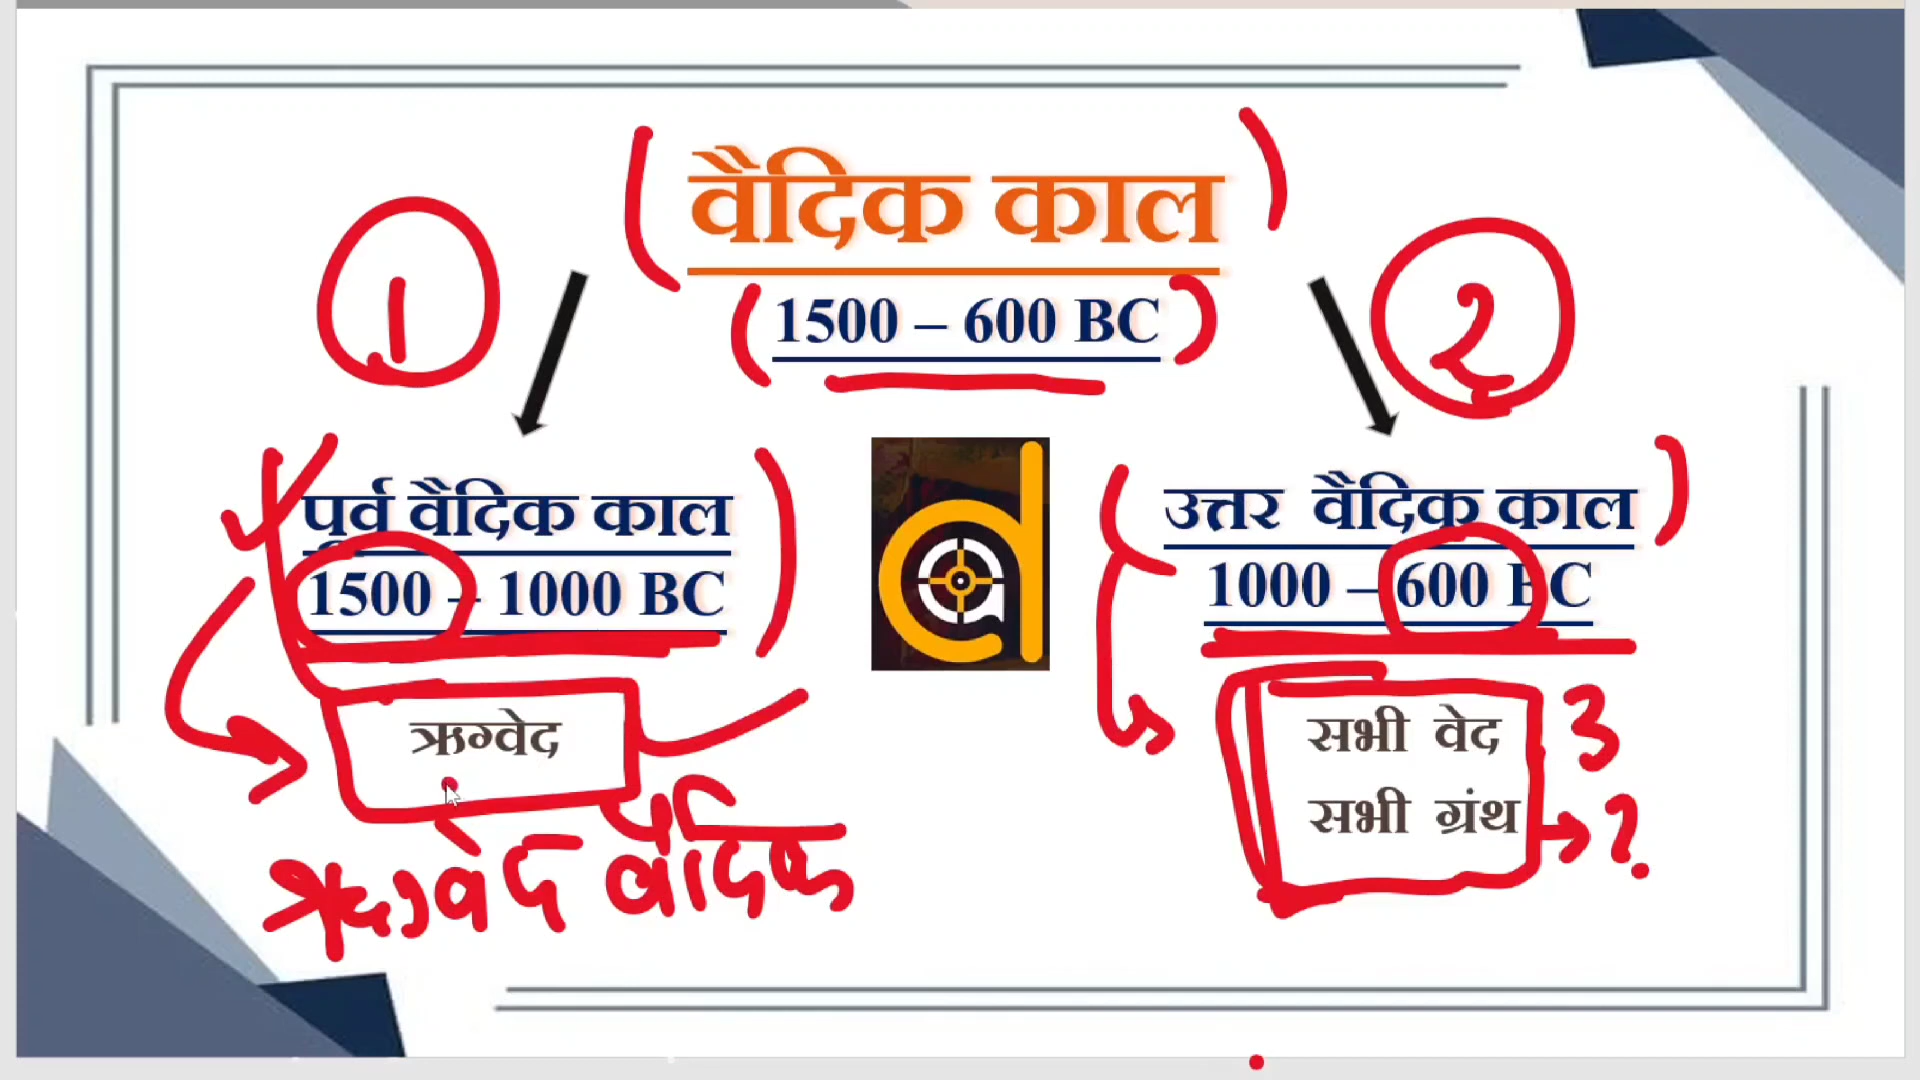 वैदिक काल
1500 – 600 BC
1
2
पूर्व वैदिक काल
1500 – 1000 BC
उत्तर वैदिक काल
1000 – 600 BC
ऋग्वेद
सभी वेद
3
सभी ग्रंथ
→ ?
ऋग्वेद वैदिक